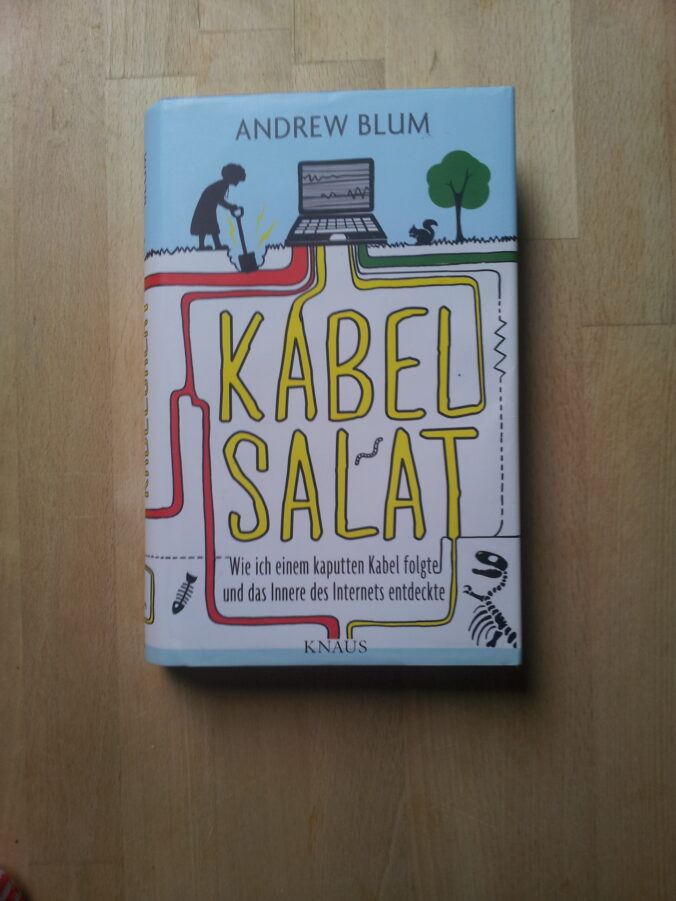 ANDREW BLUM
KABEL
SALAT
Wie ich einem kaputten Kabel folgte
und das Innere des Internets entdeckte
KNAUS